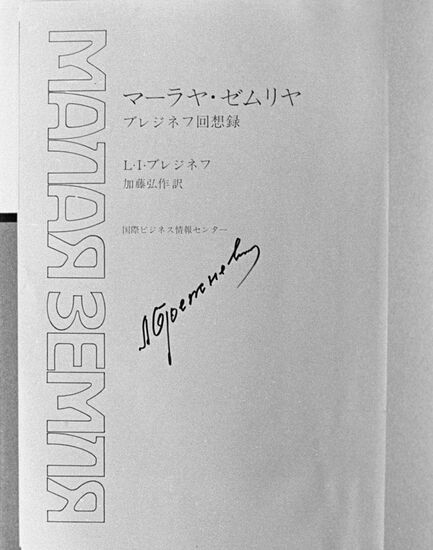 МАЛАЯ ЗЕМЛЯ
マーラヤ・ゼムリヤ
ブレジネフ回想録
L・I・ブレジネフ
加藤弘作訳
国際ビジネス情報センター
Л Брежнев